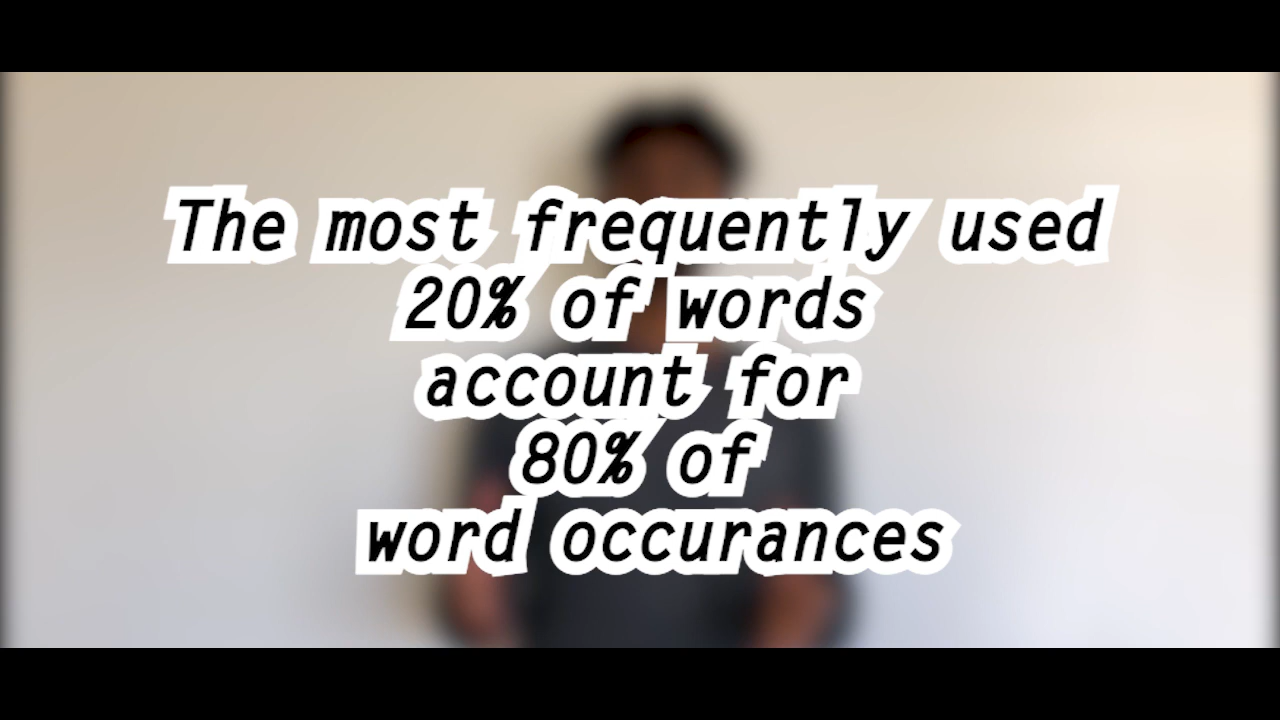 The most frequently used
20% of words
account for
80% of
word occurances